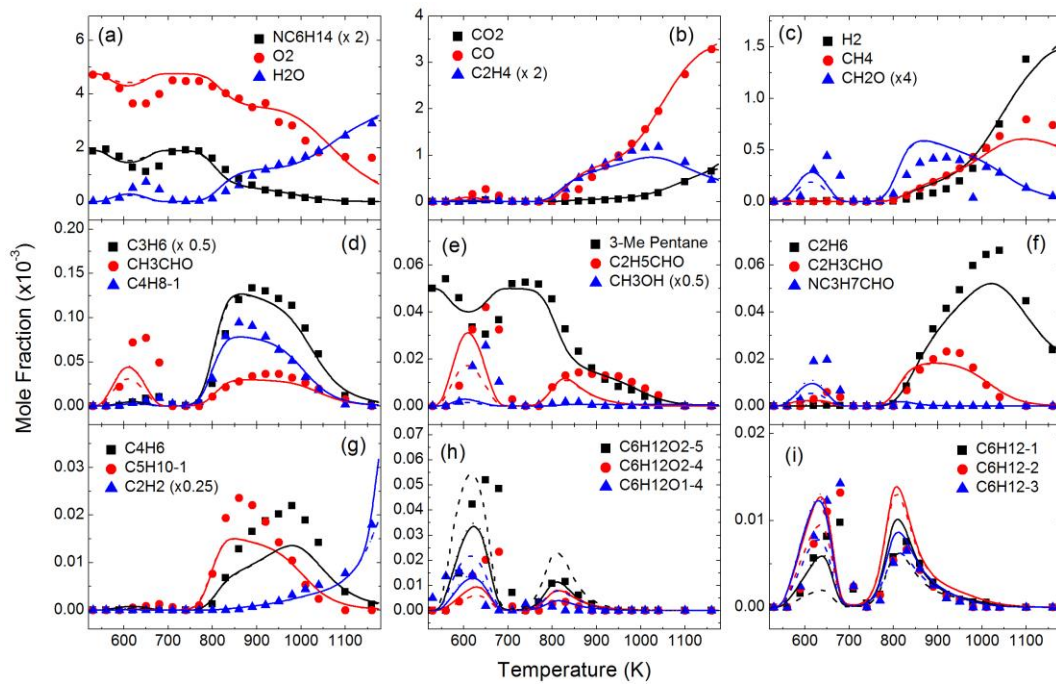 (a)
NC6H14 (x 2)
O2
H2O
6
4
2
0
(b)
CO2
CO
C2H4 (x 2)
4
3
2
1
0
(c)
H2
CH4
CH2O (x4)
1.5
1.0
0.5
0.0
Mole Fraction (x10-3)
(d)
C3H6 (x 0.5)
CH3CHO
C4H8-1
0.20
0.15
0.10
0.05
0.00
(e)
3-Me Pentane
C2H5CHO
CH3OH (x0.5)
0.06
0.04
0.02
0.00
(f)
C2H6
C2H3CHO
NC3H7CHO
0.06
0.04
0.02
0.00
(g)
C4H6
C5H10-1
C2H2 (x0.25)
0.03
0.02
0.01
0.00
600 700 800 900 1000 1100
(h)
C6H12O2-5
C6H12O2-4
C6H12O1-4
0.07
0.06
0.05
0.04
0.03
0.02
0.01
0.00
600 700 800 900 1000 1100
(i)
C6H12-1
C6H12-2
C6H12-3
0.01
0.01
0.00
600 700 800 900 1000 1100
Temperature (K)